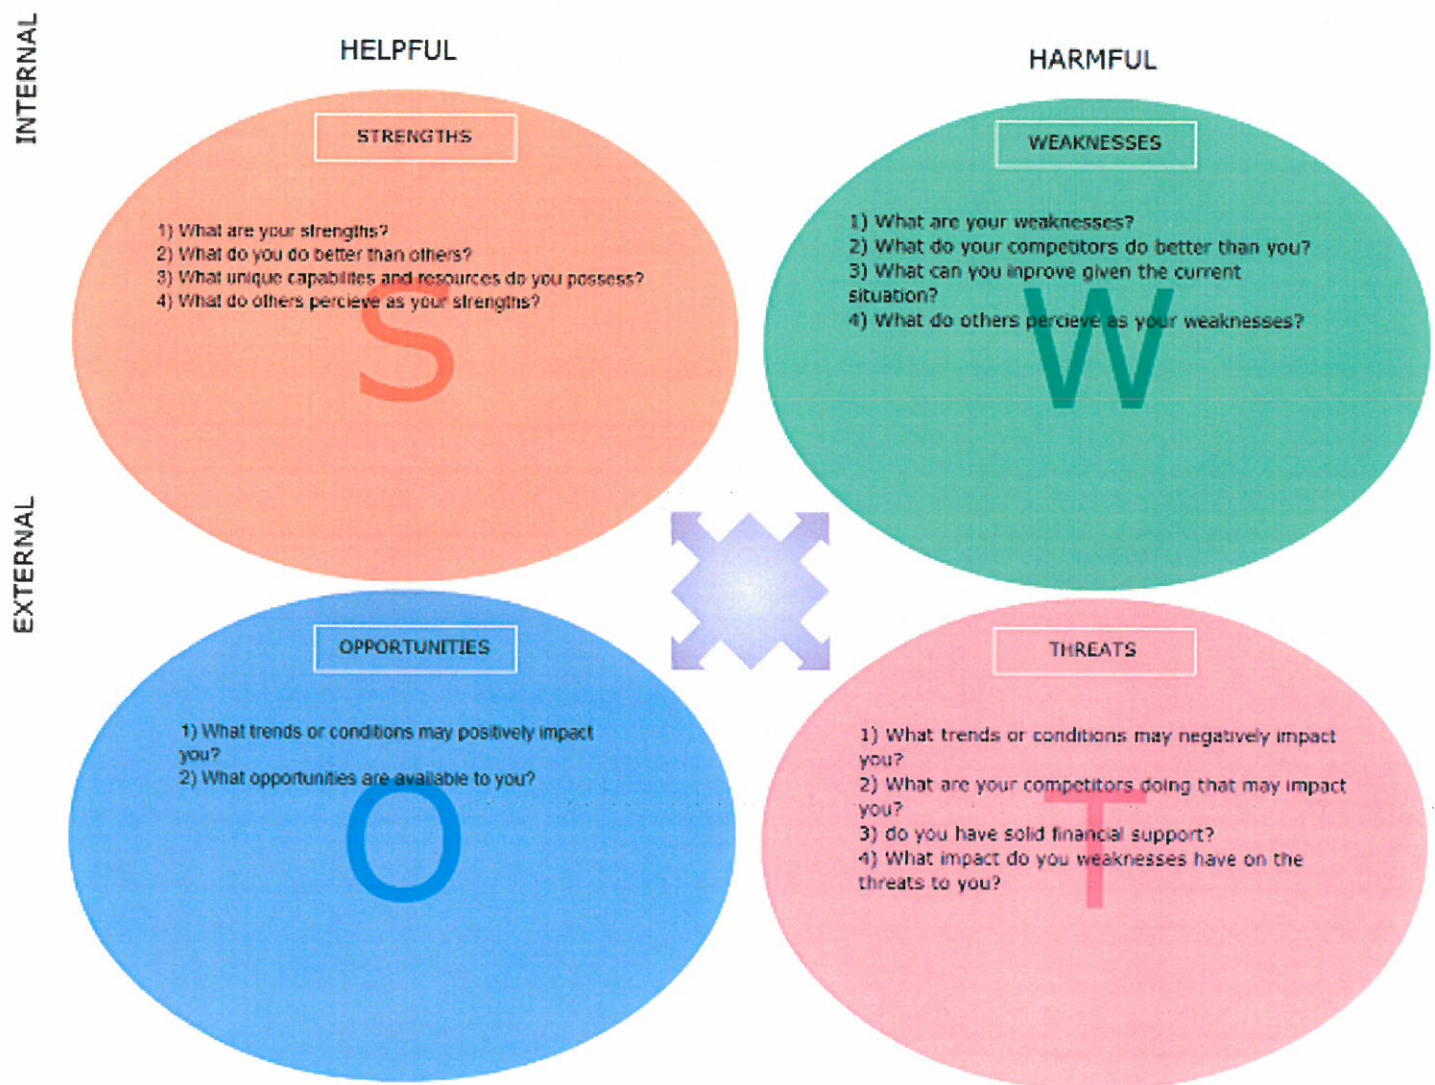 INTERNAL
HELPFUL
HARMFUL
STRENGTHS
1) What are your strengths?
2) What do you do better than others?
3) What unique capabilites and resources do you possess?
4) What do others percieve as your strengths?
S
WEAKNESSES
1) What are your weaknesses?
2) What do your competitors do better than you?
3) What can you inprove given the current
situation?
4) What do others percieve as your weaknesses?
W
EXTERNAL
OPPORTUNITIES
1) What trends or conditions may positively impact
you?
2) What opportunities are available to you?
O
THREATS
1) What trends or conditions may negatively impact
you?
2) What are your competitors doing that may impact
you?
3) do you have solid financial support?
4) What impact do you weaknesses have on the
threats to you?
T